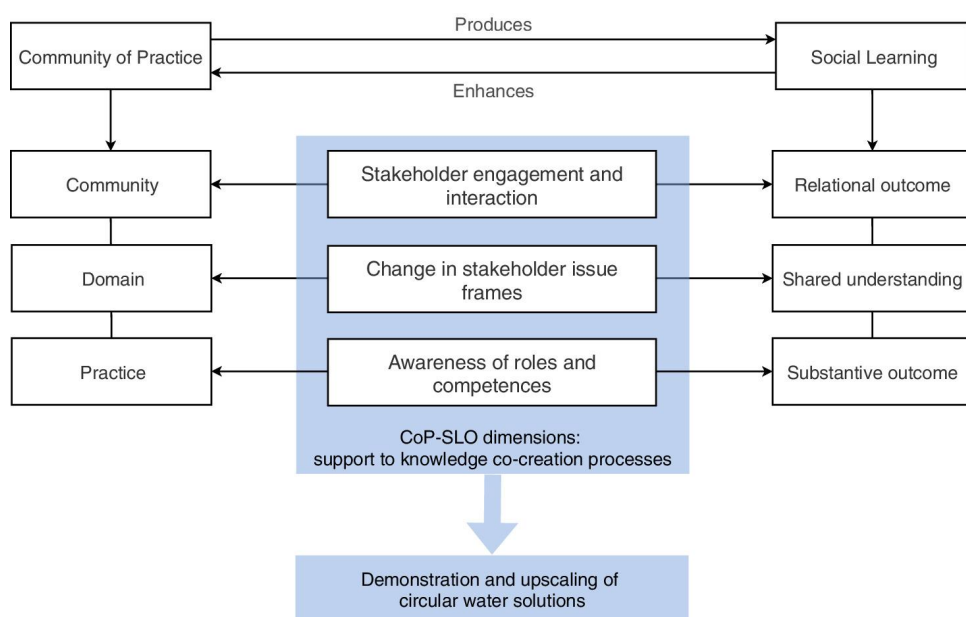 Produces
Community of Practice
Social Learning
Enhances
Community
Stakeholder engagement and
interaction
Relational outcome
Domain
Change in stakeholder issue
frames
Shared understanding
Practice
Awareness of roles and
competences
Substantive outcome
CoP-SLO dimensions:
support to knowledge co-creation processes
Demonstration and upscaling of
circular water solutions